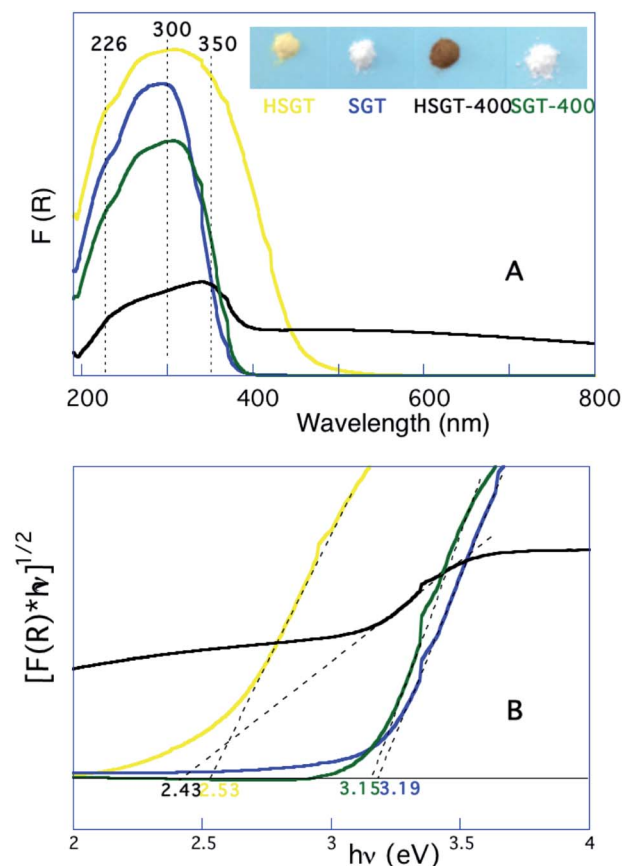 226
300
350
HSGT
SGT
HSGT-400
SGT-400
F (R)
A
200
400
600
800
Wavelength (nm)
[F(R)*hν]1/2
B
2.43
2.53
3.15
3.19
2
2.5
3
3.5
4
hν (eV)